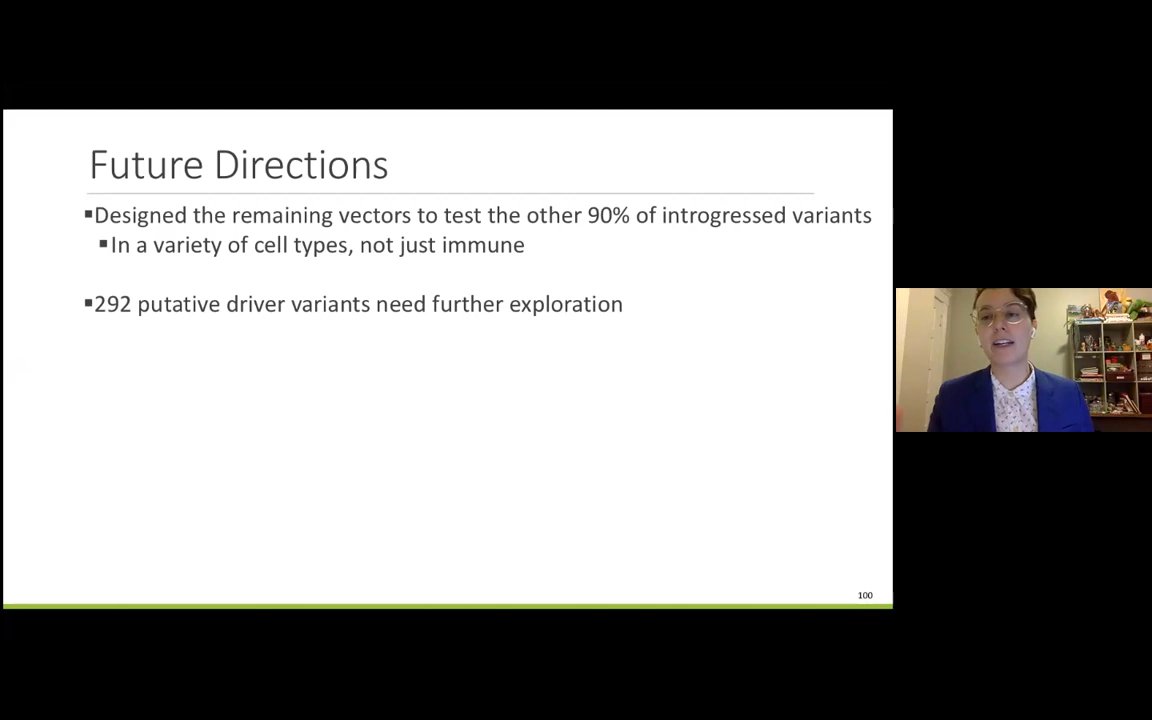 Future Directions
▪Designed the remaining vectors to test the other 90% of introgressed variants
▪In a variety of cell types, not just immune
▪292 putative driver variants need further exploration
100